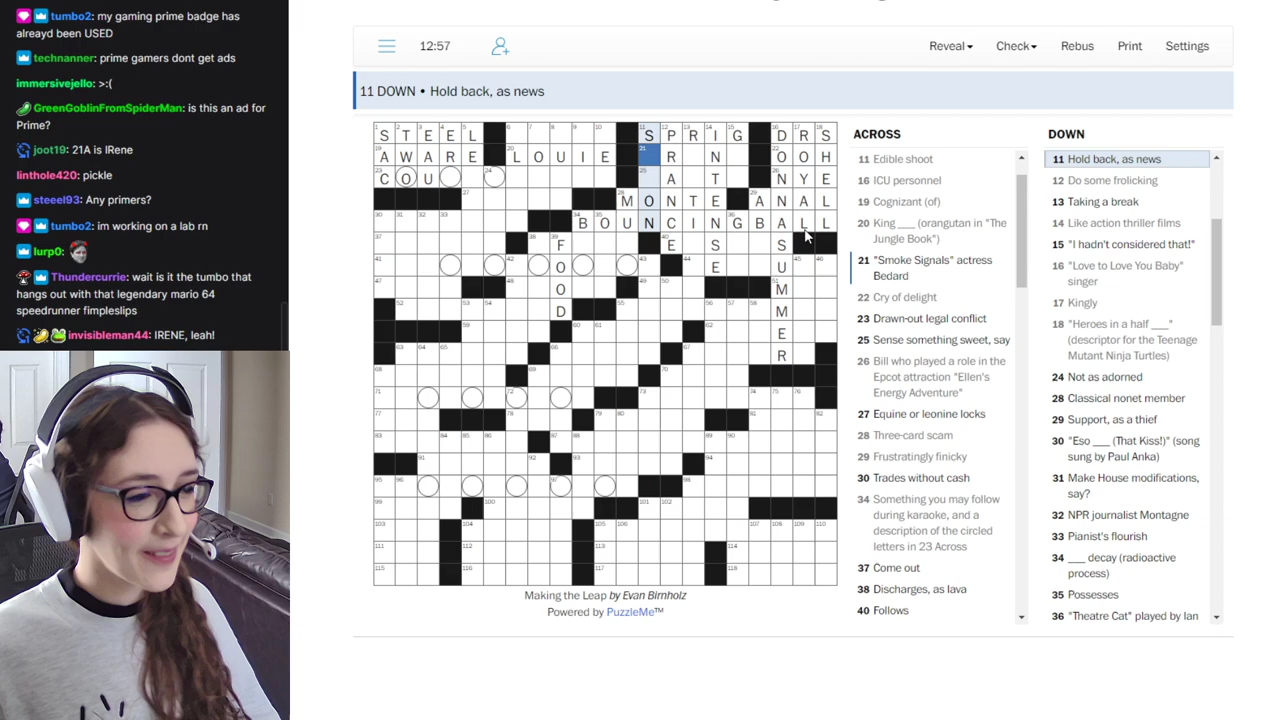 tumbo2: my gaming prime badge has
alreayd been USED
technanner: prime gamers dont get ads
immersivejello: >:(
GreenGoblinFromSpiderMan: is this an ad for
Prime?
joot19: 21A is IRene
linthole420: pickle
steeel93: Any primers?
tumbo2: im working on a lab rn
lurp0:
Thundercurrie: wait is it the tumbo that
hangs out with that legendary mario 64
speedrunner fimpleslips
invisibleman44: IRENE, leah!
12:57
Reveal
Check
Rebus
Print
Settings
11 DOWN • Hold back, as news
S T E E L S P R I G D R S
A W A R E L O U I E R N O O H
C O U A T N Y E
M O N T E A N A L
B O U N C I N G B A L L
F E S S
O E U
O M
D M
E
R
Making the Leap by Evan Birnholz
Powered by PuzzleMe™
ACROSS
11 Edible shoot
16 ICU personnel
19 Cognizant (of)
20 King ___ (orangutan in "The
Jungle Book")
21 "Smoke Signals" actress
Bedard
22 Cry of delight
23 Drawn-out legal conflict
25 Sense something sweet, say
26 Bill who played a role in the
Epcot attraction "Ellen's
Energy Adventure"
27 Equine or leonine locks
28 Three-card scam
29 Frustratingly finicky
30 Trades without cash
34 Something you may follow
during karaoke, and a
description of the circled
letters in 23 Across
37 Come out
38 Discharges, as lava
40 Follows
DOWN
11 Hold back, as news
12 Do some frolicking
13 Taking a break
14 Like action thriller films
15 "I hadn't considered that!"
16 "Love to Love You Baby"
singer
17 Kingly
18 "Heroes in a half ___"
(descriptor for the Teenage
Mutant Ninja Turtles)
24 Not as adorned
28 Classical nonet member
29 Support, as a thief
30 "Eso ___ (That Kiss!)" (song
sung by Paul Anka)
31 Make House modifications,
say?
32 NPR journalist Montagne
33 Pianist's flourish
34 ___ decay (radioactive
process)
35 Possesses
36 "Theatre Cat" played by Ian